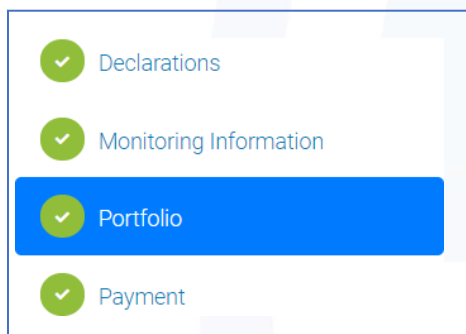 Declarations
Monitoring Information
Portfolio
Payment